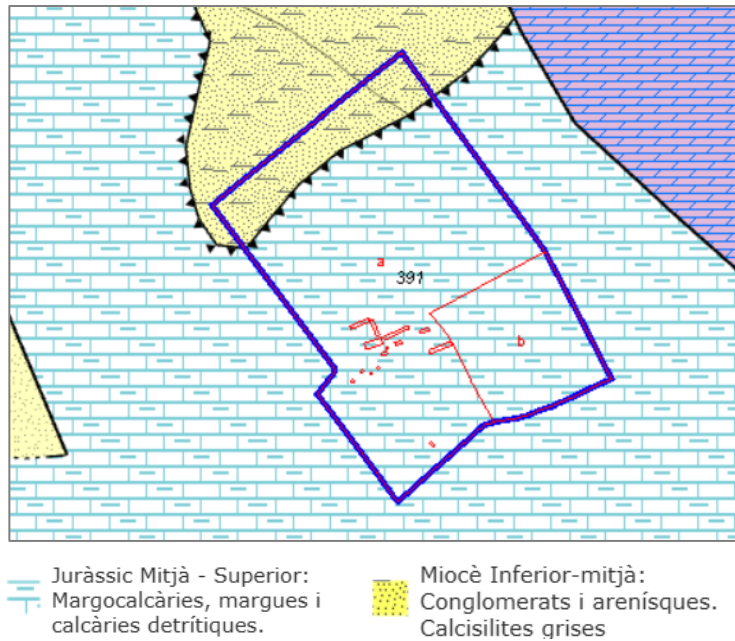 a
391
b
Juràssic Mitjà - Superior:
Margocalcàries, margues i
calcàries detrítiques.
Miocè Inferior-mitjà:
Conglomerats i arenísques.
Calcisilites grises